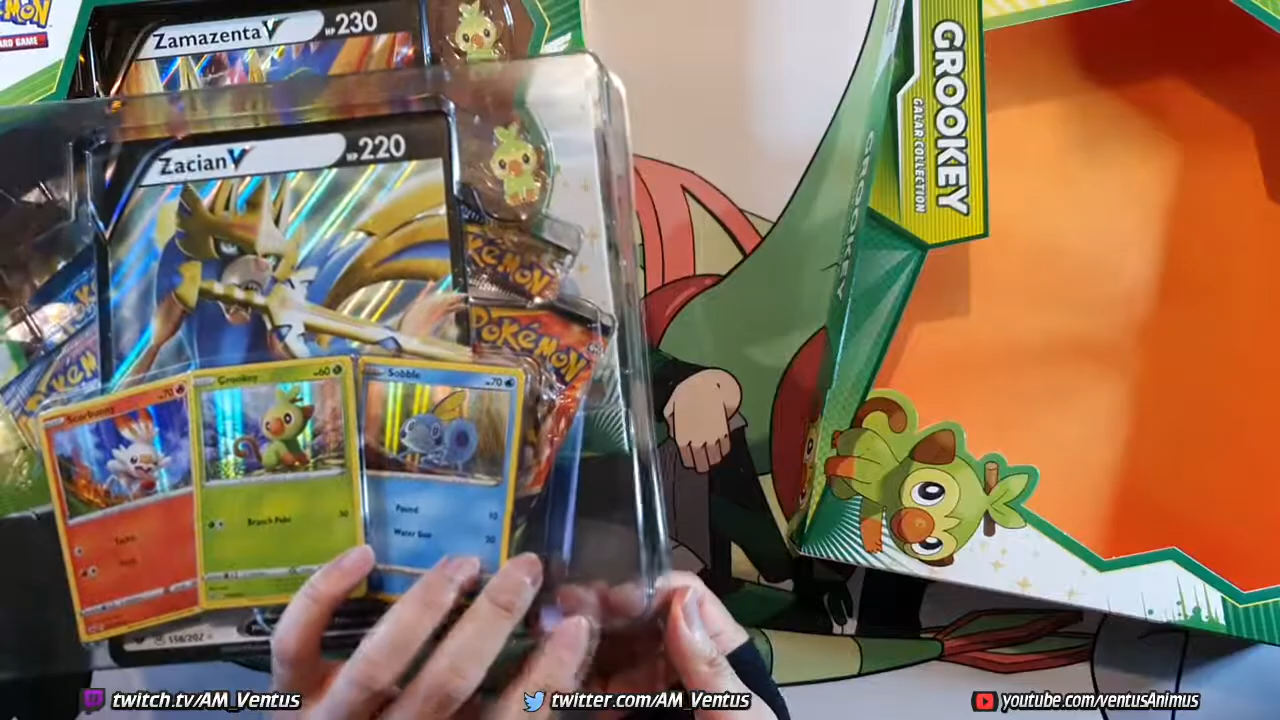 Zamazenta V HP 230
Zacian V HP 220
POKÉMON
POKÉMON
Scorbunny 70
Grookey 60
Sobble 70
Branch Poke 30
Pound 10
Water Gun 20
GROOKEY
GALAR COLLECTION
GROOKEY
twitch.tv/AM_Ventus
twitter.com/AM_Ventus
youtube.com/ventusAnimus